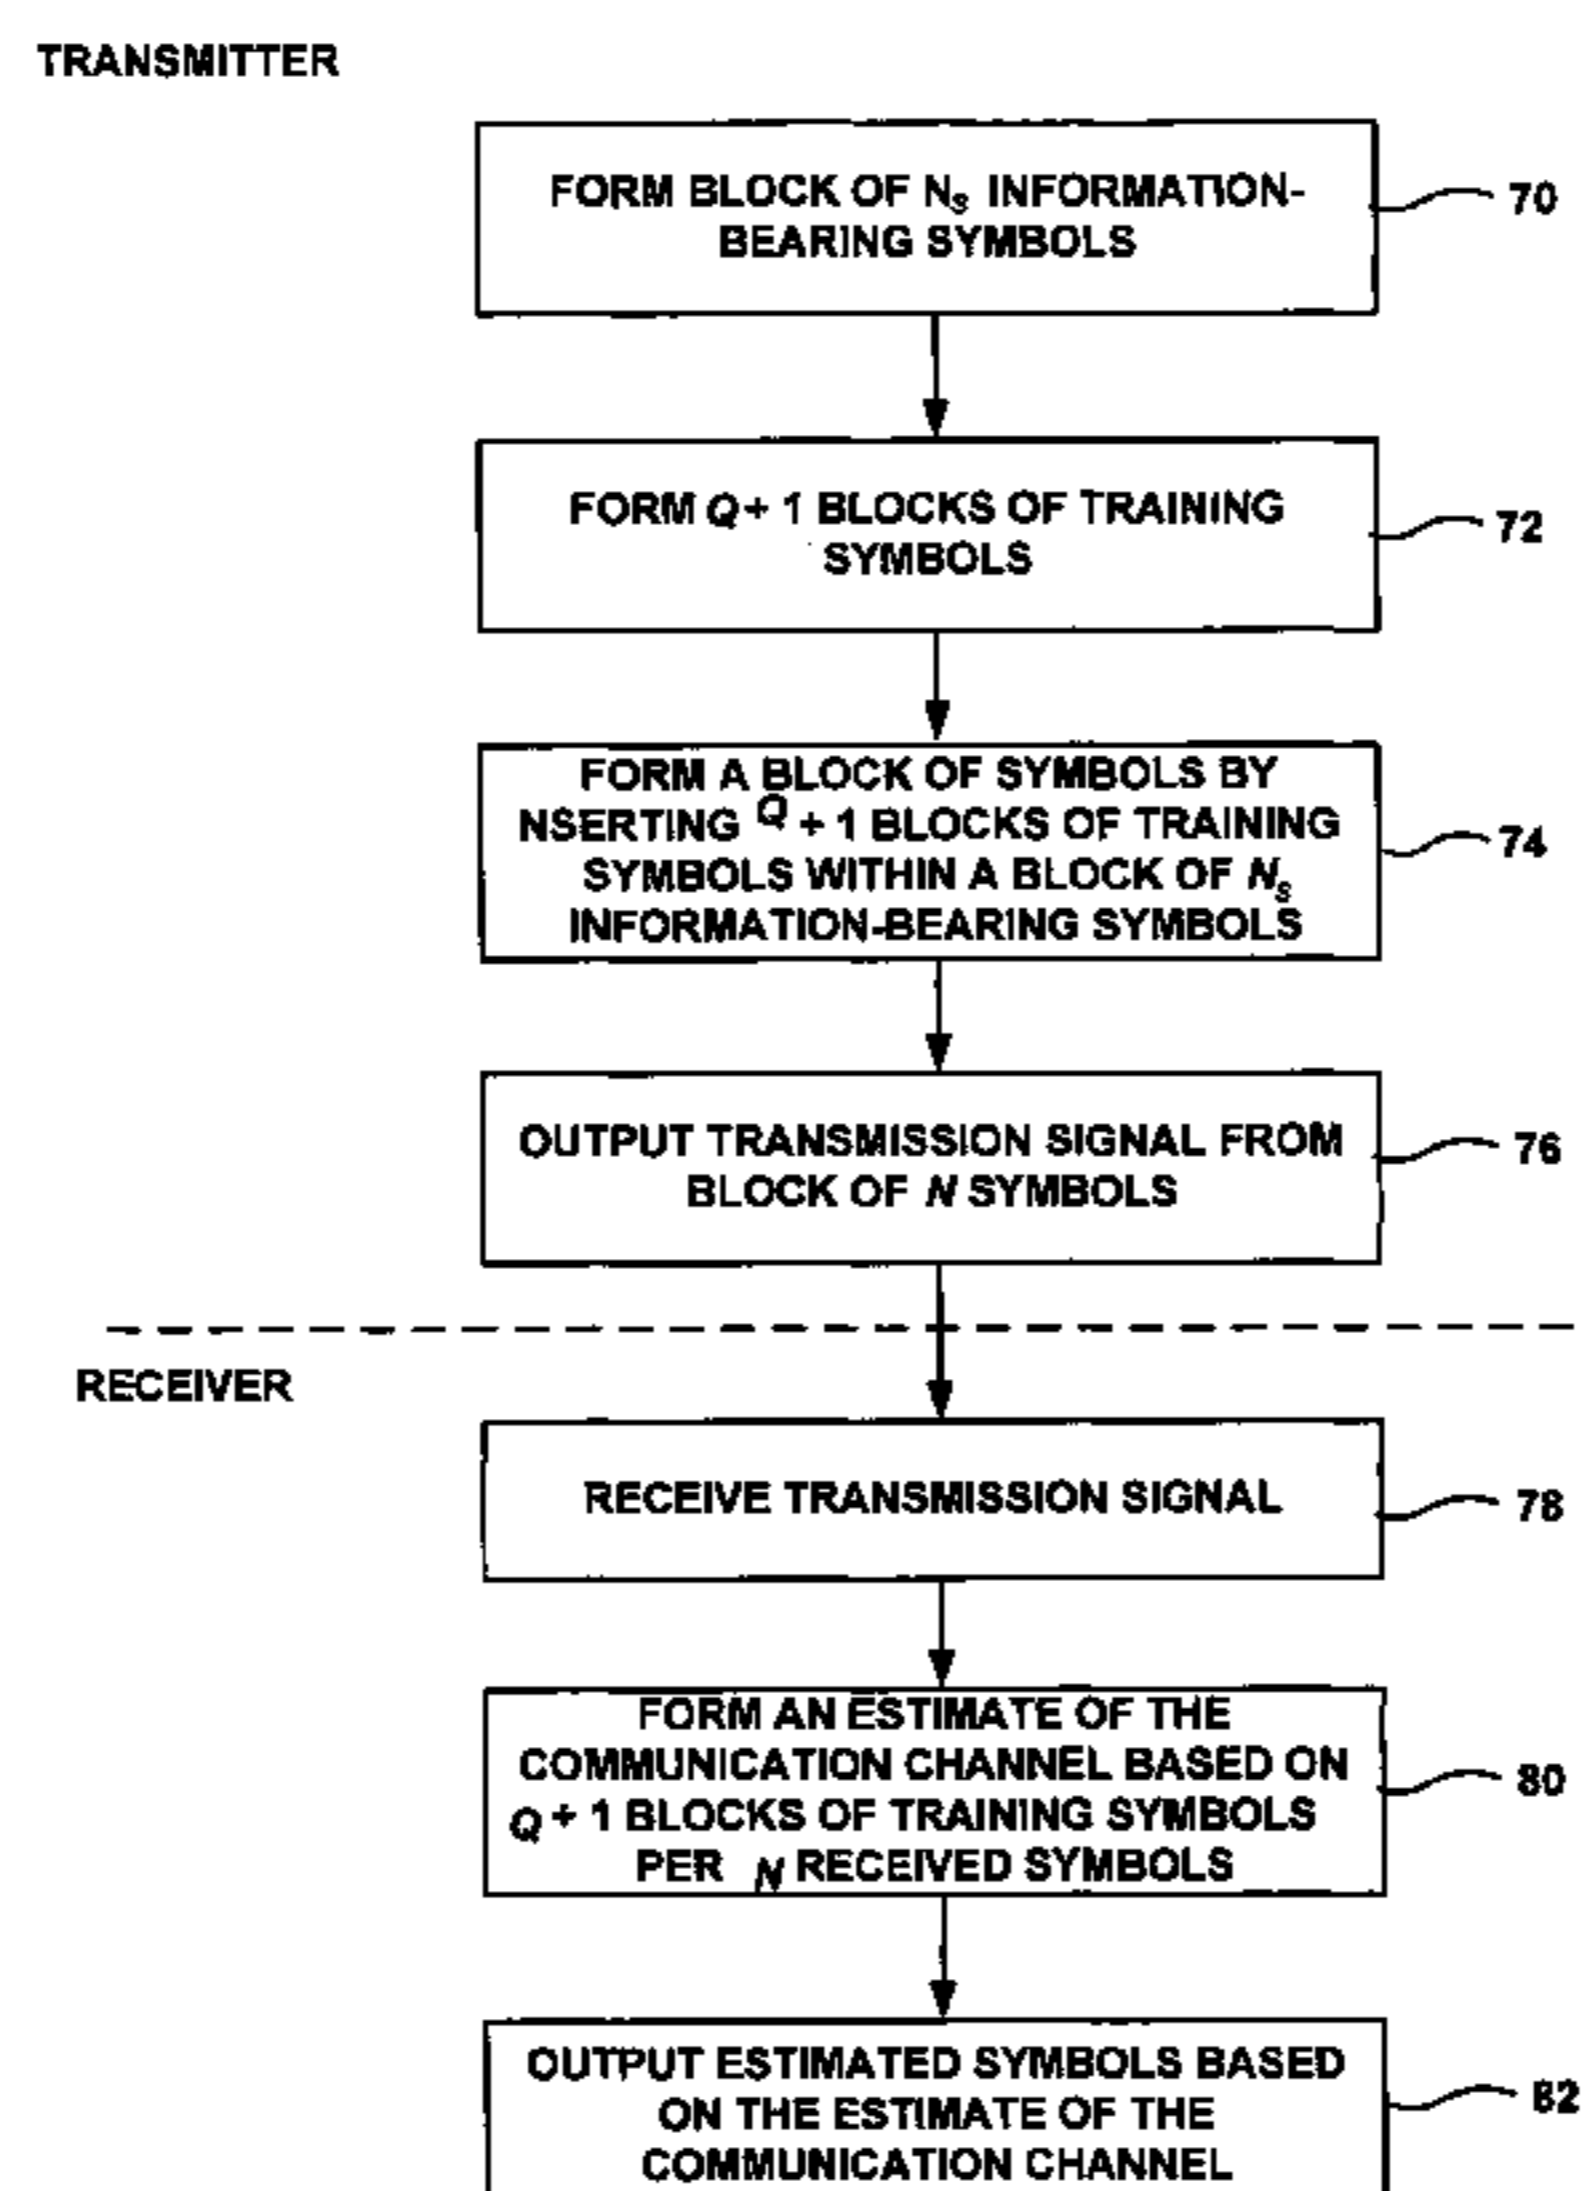 TRANSMITTER
FORM BLOCK OF Ns INFORMATION-
BEARING SYMBOLS
70
FORM Q + 1 BLOCKS OF TRAINING
SYMBOLS
72
FORM A BLOCK OF SYMBOLS BY
NSERTING Q + 1 BLOCKS OF TRAINING
SYMBOLS WITHIN A BLOCK OF Ns
INFORMATION-BEARING SYMBOLS
74
OUTPUT TRANSMISSION SIGNAL FROM
BLOCK OF N SYMBOLS
76
RECEIVER
RECEIVE TRANSMISSION SIGNAL
78
FORM AN ESTIMATE OF THE
COMMUNICATION CHANNEL BASED ON
Q + 1 BLOCKS OF TRAINING SYMBOLS
PER N RECEIVED SYMBOLS
80
OUTPUT ESTIMATED SYMBOLS BASED
ON THE ESTIMATE OF THE
COMMUNICATION CHANNEL
82